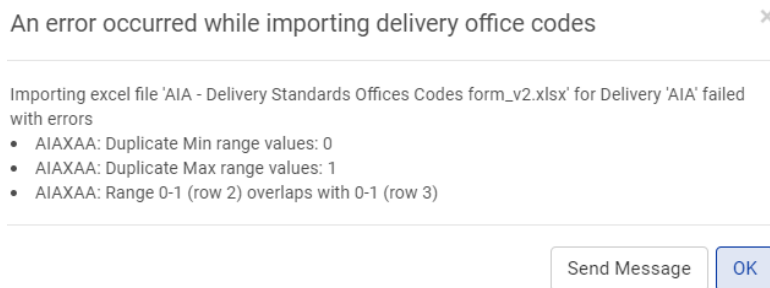 An error occurred while importing delivery office codes
×
Importing excel file 'AIA - Delivery Standards Offices Codes form_v2.xlsx' for Delivery 'AIA' failed
with errors
• AIAXAA: Duplicate Min range values: 0
• AIAXAA: Duplicate Max range values: 1
• AIAXAA: Range 0-1 (row 2) overlaps with 0-1 (row 3)
Send Message OK